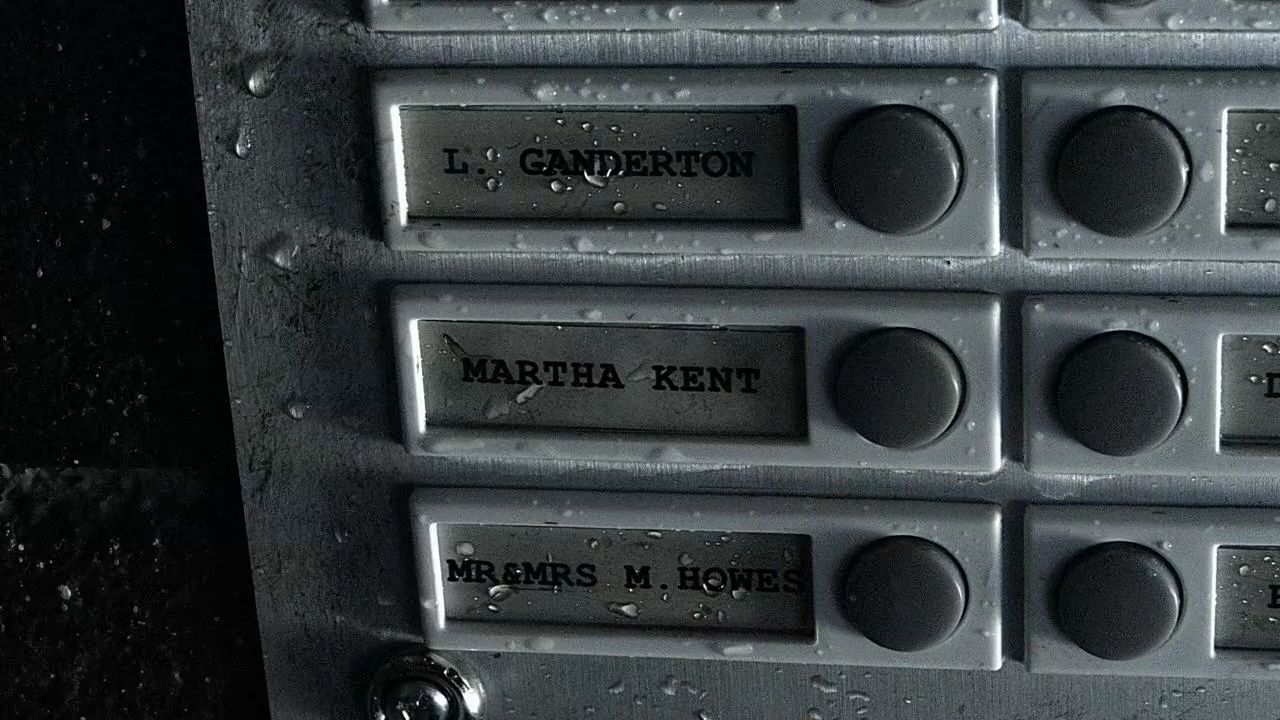 L. GANDERTON
MARTHA KENT
MR&MRS M.HOWES